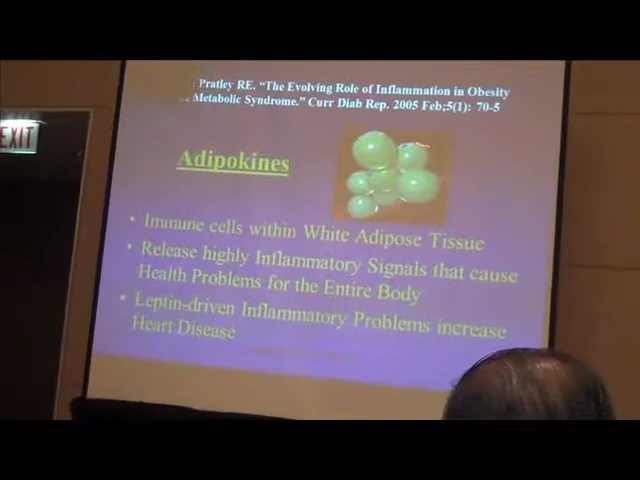 Pratley RE. "The Evolving Role of Inflammation in Obesity
Metabolic Syndrome." Curr Diab Rep. 2005 Feb;5(1): 70-5
EXIT
Adipokines
• Immune cells within White Adipose Tissue
• Release highly Inflammatory Signals that cause
Health Problems for the Entire Body
• Leptin-driven Inflammatory Problems increase
Heart Disease